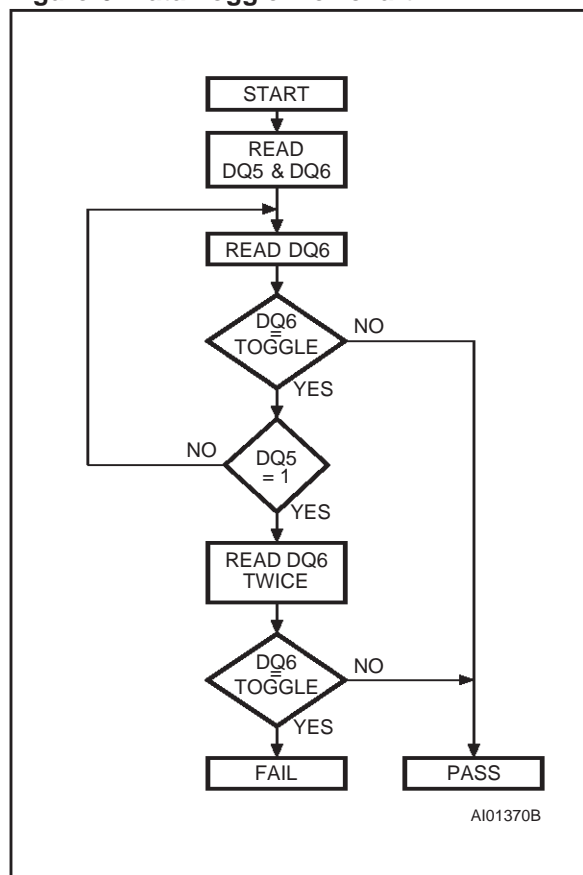 START
READ
DQ5 & DQ6
READ DQ6
DQ6
=
TOGGLE
NO
YES
NO
DQ5
= 1
YES
READ DQ6
TWICE
DQ6
=
TOGGLE
NO
YES
FAIL
PASS
AI01370B